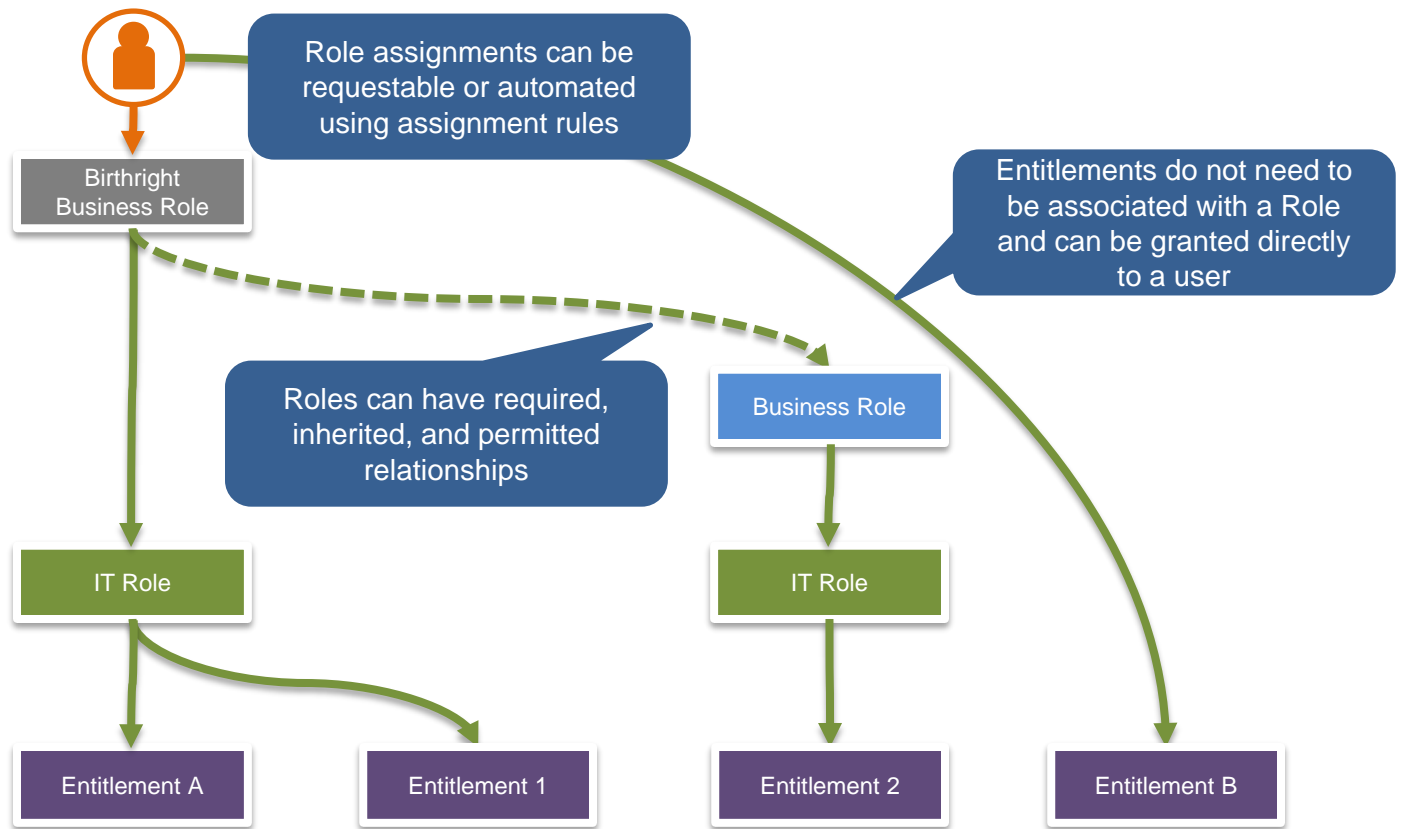 Role assignments can be
requestable or automated
using assignment rules
Birthright
Business Role
Entitlements do not need to
be associated with a Role
and can be granted directly
to a user
Roles can have required,
inherited, and permitted
relationships
Business Role
IT Role
IT Role
Entitlement A
Entitlement 1
Entitlement 2
Entitlement B